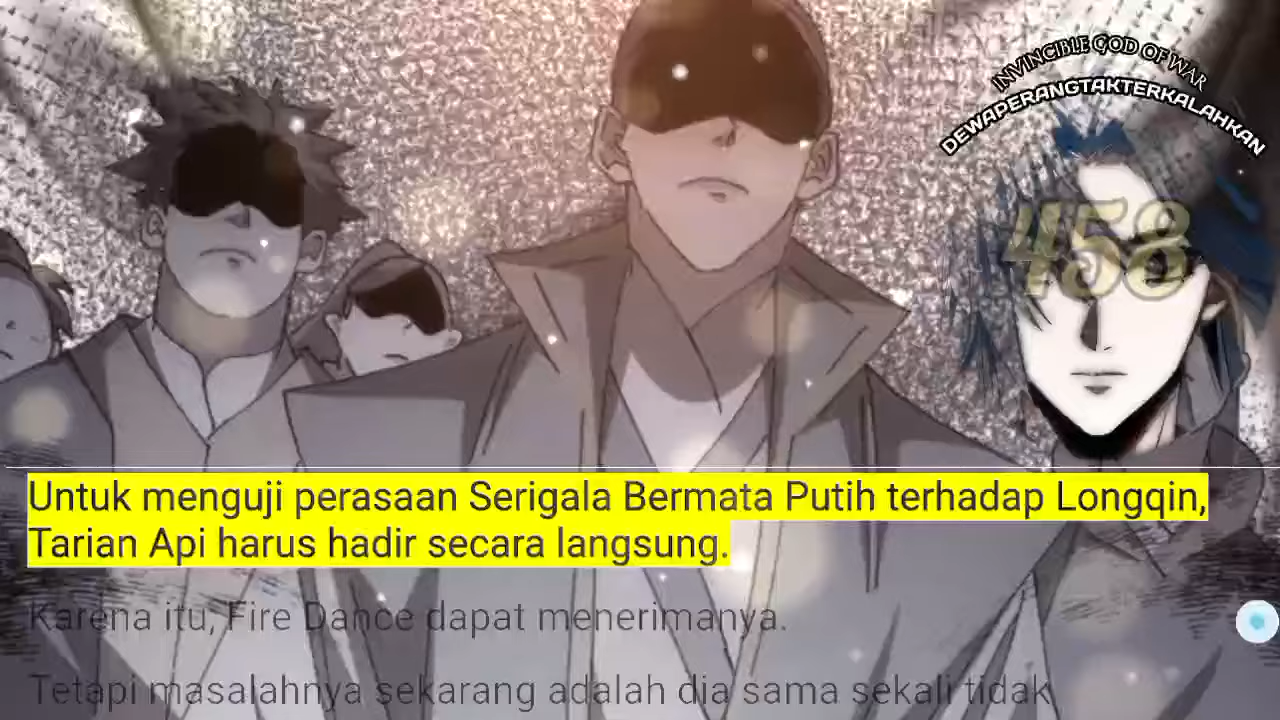 INVINCIBLE GOD OF WAR
DEWAPERANGTAKTERKALAHKAN
458
Untuk menguji perasaan Serigala Bermata Putih terhadap Longqin,
Tarian Api harus hadir secara langsung.
Karena itu, Fire Dance dapat menerimanya.
Tetapi masalahnya sekarang adalah dia sama sekali tidak